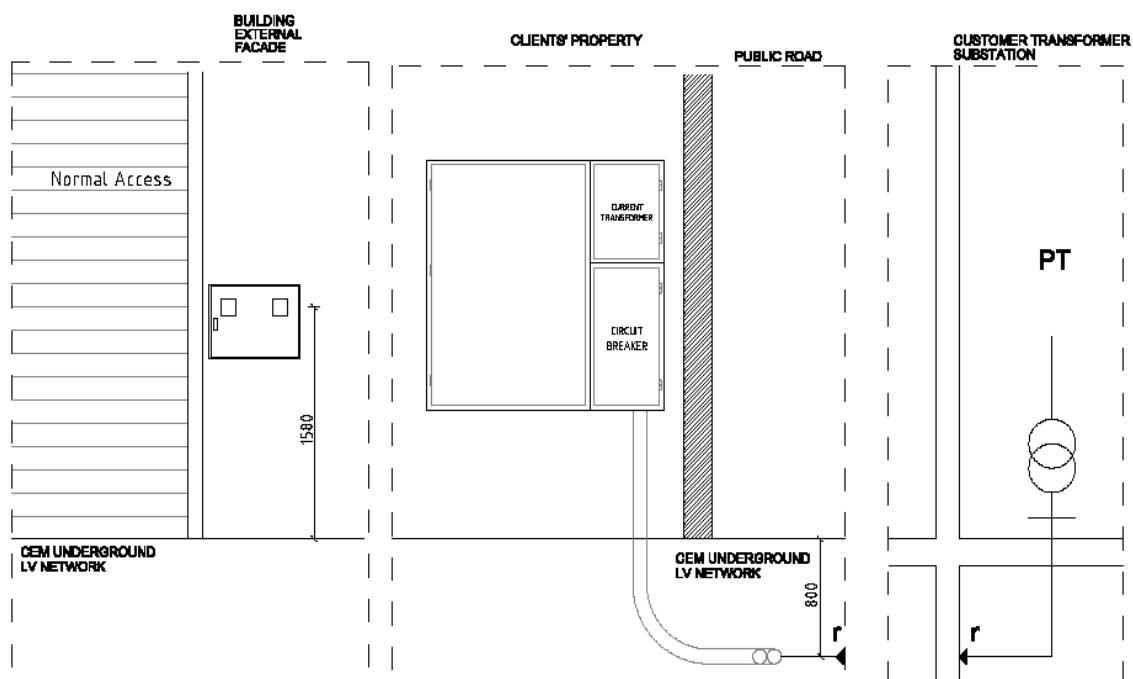 BUILDING
EXTERNAL
FACADE
CLIENTS' PROPERTY
PUBLIC ROAD
CUSTOMER TRANSFORMER
SUBSTATION
Normal Access
CURRENT
TRANSFORMER
PT
CIRCUIT
BREAKER
1580
CEM UNDERGROUND
LV NETWORK
CEM UNDERGROUND
LV NETWORK
800
r
r